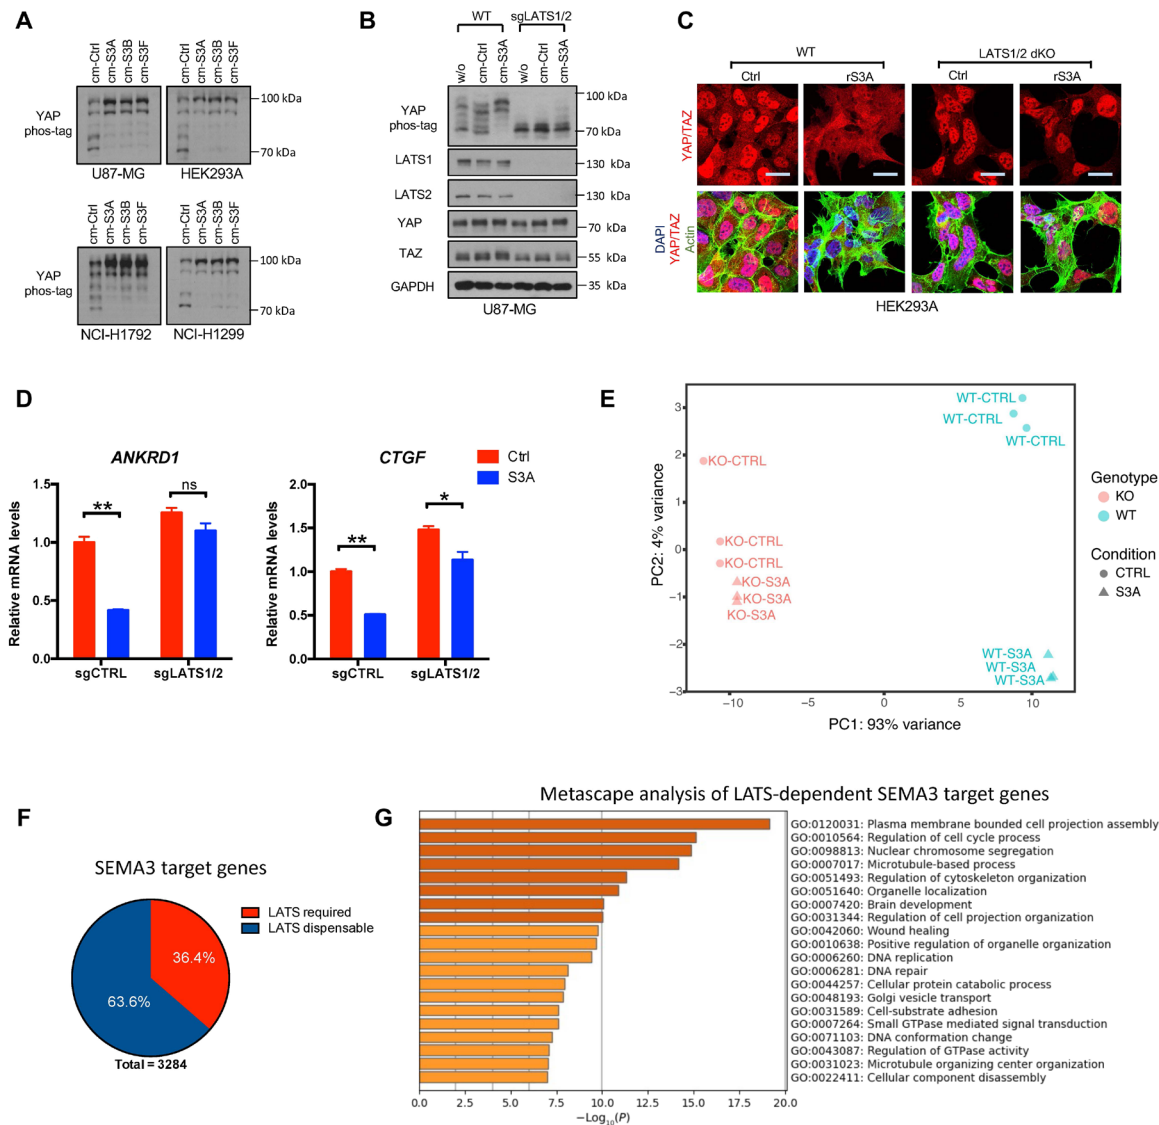 A
cm-Ctrl
cm-S3A
cm-S3B
cm-S3F
cm-Ctrl
cm-S3A
cm-S3B
cm-S3F
YAP
phos-tag
100 kDa
70 kDa
U87-MG
HEK293A
cm-Ctrl
cm-S3A
cm-S3B
cm-S3F
cm-Ctrl
cm-S3A
cm-S3B
cm-S3F
YAP
phos-tag
100 kDa
70 kDa
NCI-H1792
NCI-H1299
B
WT
sgLATS1/2
w/o
cm-Ctrl
cm-S3A
w/o
cm-Ctrl
cm-S3A
YAP
phos-tag
100 kDa
70 kDa
LATS1
130 kDa
LATS2
130 kDa
YAP
70 kDa
TAZ
55 kDa
GAPDH
35 kDa
U87-MG
C
WT
LATS1/2 dKO
Ctrl
rS3A
Ctrl
rS3A
YAP/TAZ
DAPI
YAP/TAZ
Actin
HEK293A
D
ANKRD1
Relative mRNA levels
1.5
1.0
0.5
0.0
**
ns
sgCTRL
sgLATS1/2
CTGF
Relative mRNA levels
2.0
1.5
1.0
0.5
0.0
**
*
sgCTRL
sgLATS1/2
Ctrl
S3A
E
PC2: 4% variance
3
2
1
0
−1
−2
−3
WT-CTRL
WT-CTRL
WT-CTRL
KO-CTRL
KO-CTRL
KO-CTRL
KO-S3A
KO-S3A
KO-S3A
WT-S3A
WT-S3A
WT-S3A
−10
−5
0
5
10
PC1: 93% variance
Genotype
KO
WT
Condition
CTRL
S3A
F
SEMA3 target genes
36.4%
63.6%
Total = 3284
LATS required
LATS dispensable
G
Metascape analysis of LATS-dependent SEMA3 target genes
GO:0120031: Plasma membrane bounded cell projection assembly
GO:0010564: Regulation of cell cycle process
GO:0098813: Nuclear chromosome segregation
GO:0007017: Microtubule-based process
GO:0051493: Regulation of cytoskeleton organization
GO:0051640: Organelle localization
GO:0007420: Brain development
GO:0031344: Regulation of cell projection organization
GO:0042060: Wound healing
GO:0010638: Positive regulation of organelle organization
GO:0006260: DNA replication
GO:0006281: DNA repair
GO:0044257: Cellular protein catabolic process
GO:0048193: Golgi vesicle transport
GO:0031589: Cell-substrate adhesion
GO:0007264: Small GTPase mediated signal transduction
GO:0071103: DNA conformation change
GO:0043087: Regulation of GTPase activity
GO:0031023: Microtubule organizing center organization
GO:0022411: Cellular component disassembly
0.0
2.5
5.0
7.5
10.0
12.5
15.0
17.5
20.0
−Log10(P)